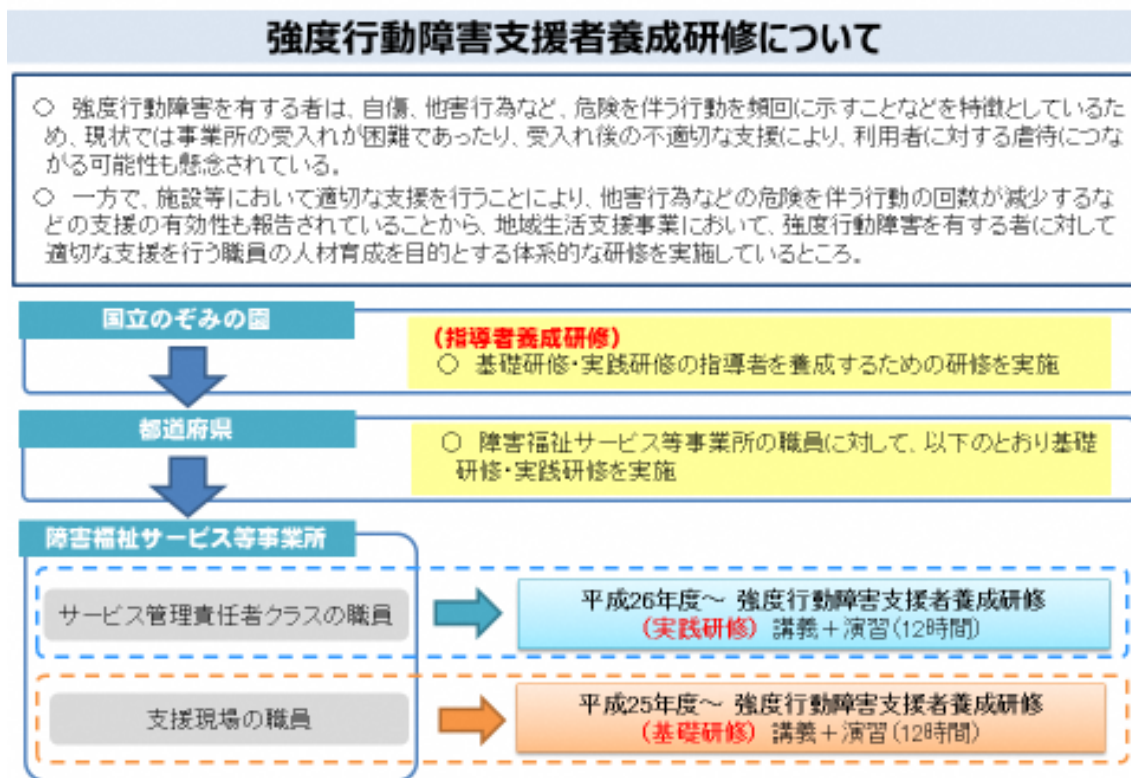 強度行動障害支援者養成研修について
○ 強度行動障害を有する者は、自傷、他害行為など、危険を伴う行動を頻回に示すことなどを特徴としているた
め、現状では事業所の受入れが困難であったり、受入れ後の不適切な支援により、利用者に対する虐待につな
がる可能性も懸念されている。
○ 一方で、施設等において適切な支援を行うことにより、他害行為などの危険を伴う行動の回数が減少するな
どの支援の有効性も報告されていることから、地域生活支援事業において、強度行動障害を有する者に対して
適切な支援を行う職員の人材育成を目的とする体系的な研修を実施しているところ。
国立のぞみの園
(指導者養成研修)
○ 基礎研修・実践研修の指導者を養成するための研修を実施
都道府県
○ 障害福祉サービス等事業所の職員に対して、以下のとおり基礎
研修・実践研修を実施
障害福祉サービス等事業所
サービス管理責任者クラスの職員
平成26年度～ 強度行動障害支援者養成研修
(実践研修) 講義＋演習(12時間)
支援現場の職員
平成25年度～ 強度行動障害支援者養成研修
(基礎研修) 講義＋演習(12時間)